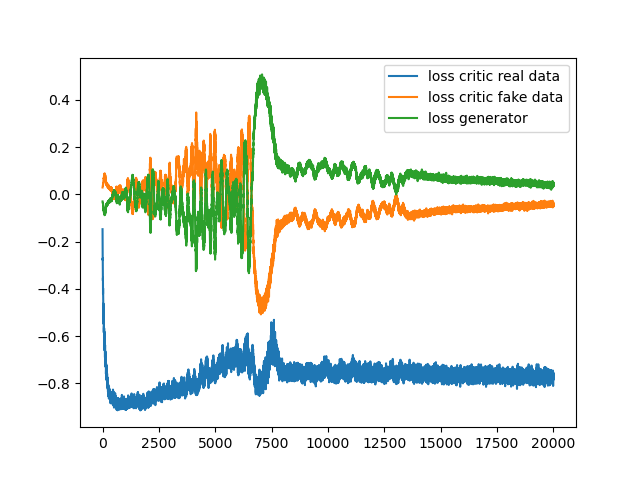 loss critic real data
loss critic fake data
loss generator
0.4
0.2
0.0
−0.2
−0.4
−0.6
−0.8
0 2500 5000 7500 10000 12500 15000 17500 20000